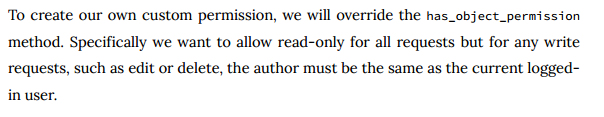 To create our own custom permission, we will override the has_object_permission
method. Specifically we want to allow read-only for all requests but for any write
requests, such as edit or delete, the author must be the same as the current logged-
in user.